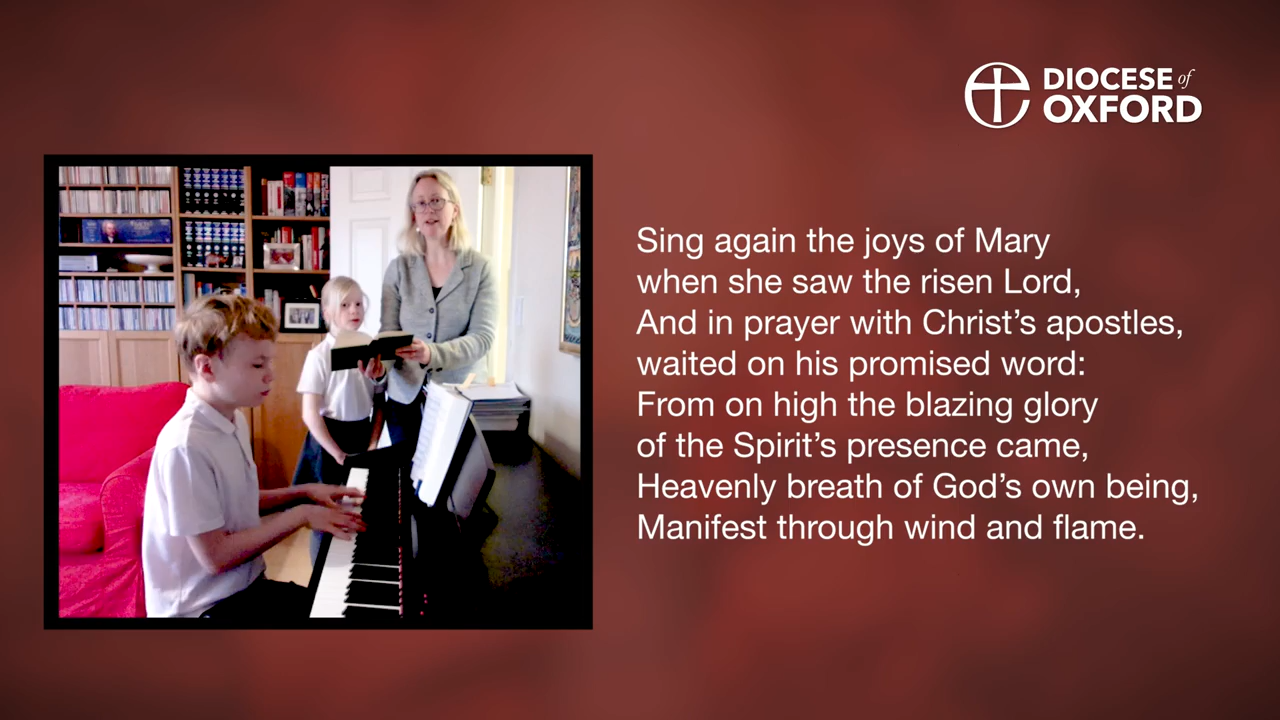 DIOCESE of
OXFORD
Sing again the joys of Mary
when she saw the risen Lord,
And in prayer with Christ’s apostles,
waited on his promised word:
From on high the blazing glory
of the Spirit’s presence came,
Heavenly breath of God’s own being,
Manifest through wind and flame.